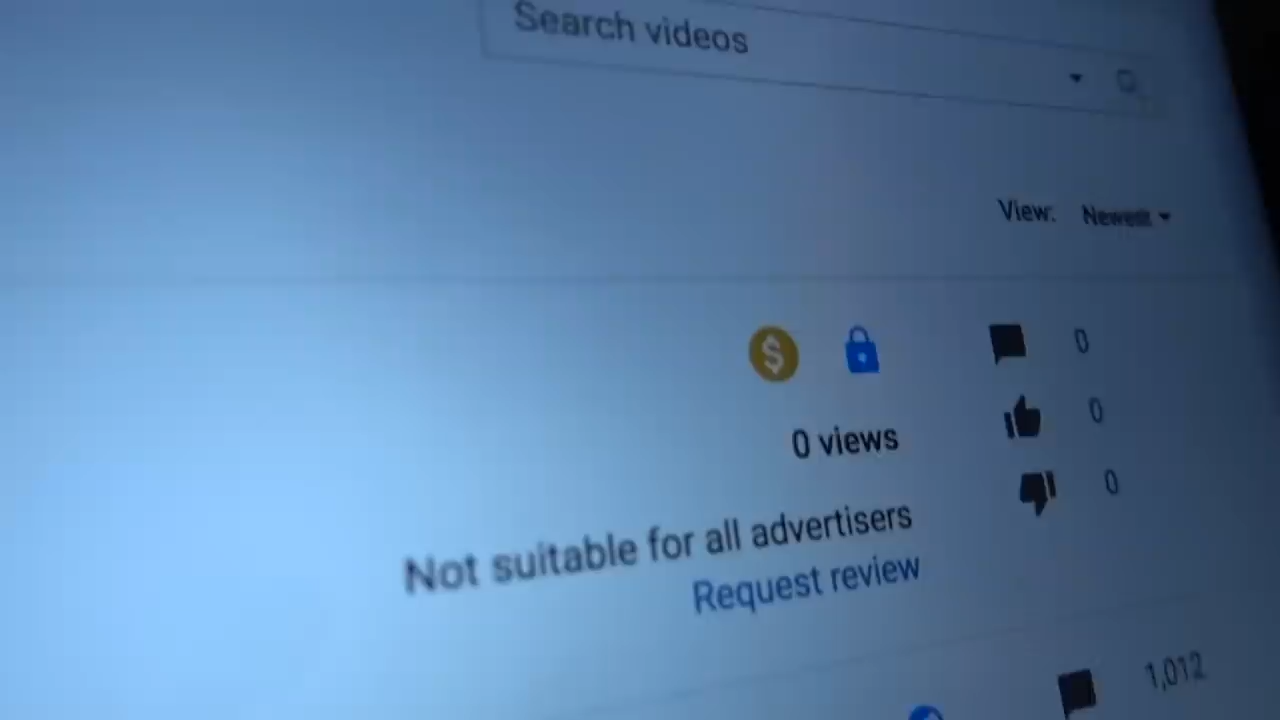 Search videos
View: Newest
0
0 views
0
0
Not suitable for all advertisers
Request review
1,012